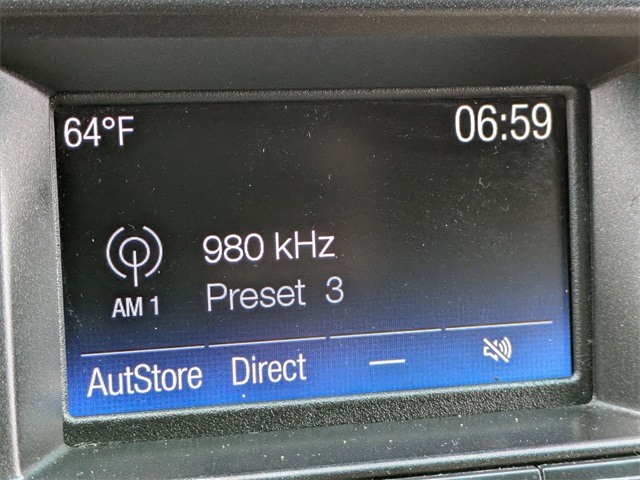 64°F 06:59
980 kHz
AM 1 Preset 3
AutStore Direct —